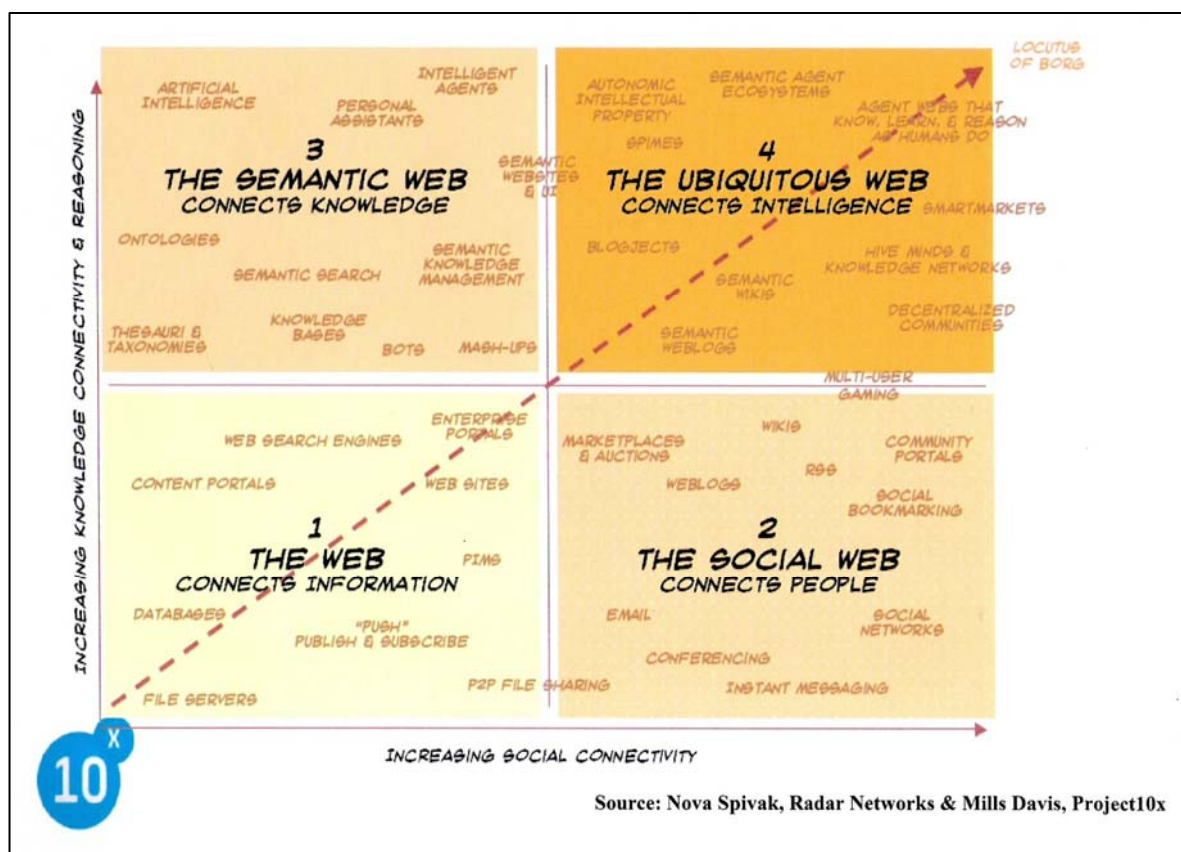 LOCUTUS
OF BORG
INCREASING KNOWLEDGE CONNECTIVITY & REASONING
ARTIFICIAL
INTELLIGENCE
INTELLIGENT
AGENTS
PERSONAL
ASSISTANTS
3
THE SEMANTIC WEB
CONNECTS KNOWLEDGE
SEMANTIC
WEBSITES
& UI
ONTOLOGIES
SEMANTIC SEARCH
SEMANTIC
KNOWLEDGE
MANAGEMENT
THESAURI &
TAXONOMIES
KNOWLEDGE
BASES
BOTS
MASH-UPS
AUTONOMIC
INTELLECTUAL
PROPERTY
SEMANTIC AGENT
ECOSYSTEMS
AGENT WEBS THAT
KNOW, LEARN, & REASON
AS HUMANS DO
SPIMES
4
THE UBIQUITOUS WEB
CONNECTS INTELLIGENCE
SMARTMARKETS
BLOGJECTS
SEMANTIC
WIKIS
HIVE MINDS &
KNOWLEDGE NETWORKS
SEMANTIC
WEBLOGS
DECENTRALIZED
COMMUNITIES
MULTI-USER
GAMING
ENTERPRISE
PORTALS
WEB SEARCH ENGINES
CONTENT PORTALS
WEB SITES
1
THE WEB
CONNECTS INFORMATION
PIMS
DATABASES
"PUSH"
PUBLISH & SUBSCRIBE
FILE SERVERS
P2P FILE SHARING
MARKETPLACES
& AUCTIONS
WIKIS
COMMUNITY
PORTALS
WEBLOGS
RSS
SOCIAL
BOOKMARKING
2
THE SOCIAL WEB
CONNECTS PEOPLE
EMAIL
SOCIAL
NETWORKS
CONFERENCING
INSTANT MESSAGING
X
10
INCREASING SOCIAL CONNECTIVITY
Source: Nova Spivak, Radar Networks & Mills Davis, Project10x